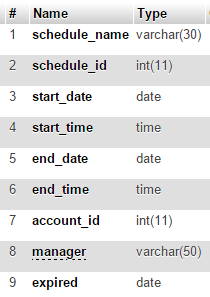 # Name Type
1 schedule_name varchar(30)
2 schedule_id int(11)
3 start_date date
4 start_time time
5 end_date date
6 end_time time
7 account_id int(11)
8 manager varchar(50)
9 expired date